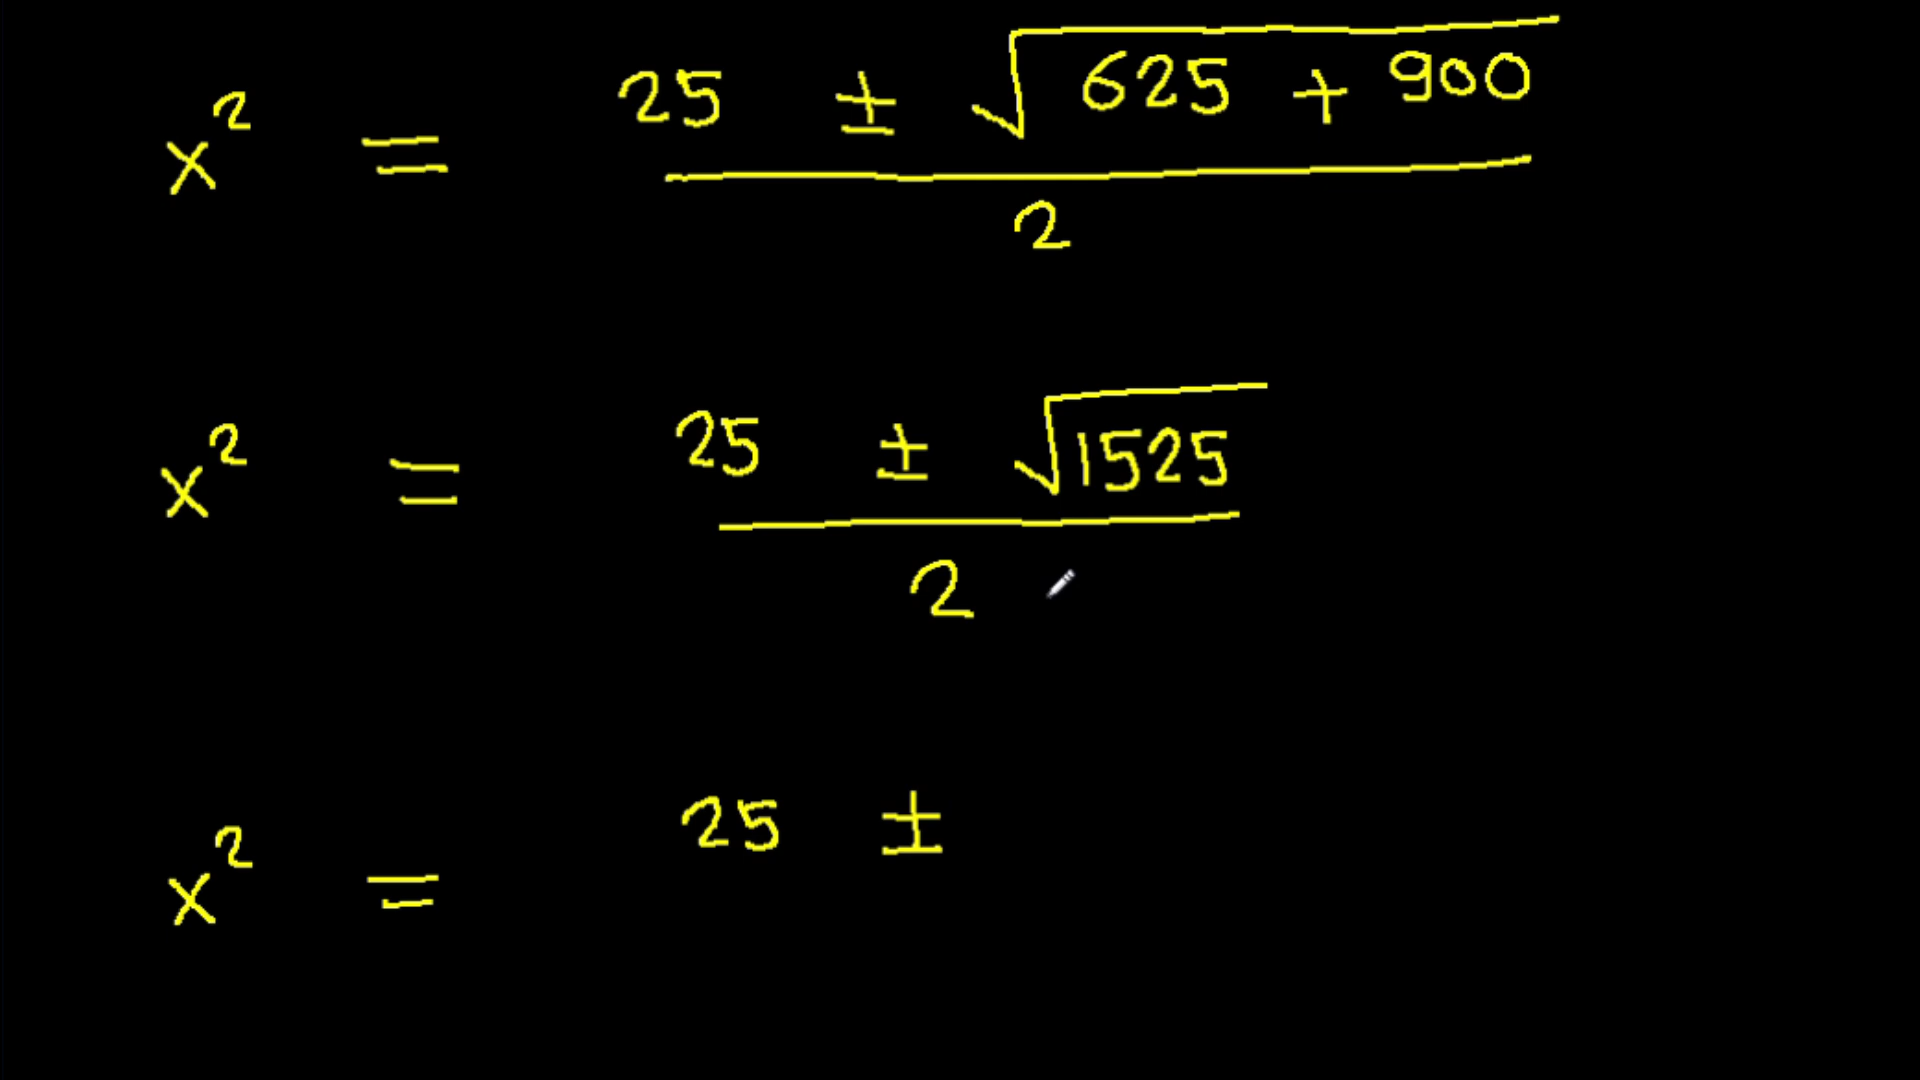 x² = (25 ± √(625 + 900)) / 2
x² = (25 ± √1525) / 2
x² = 25 ±